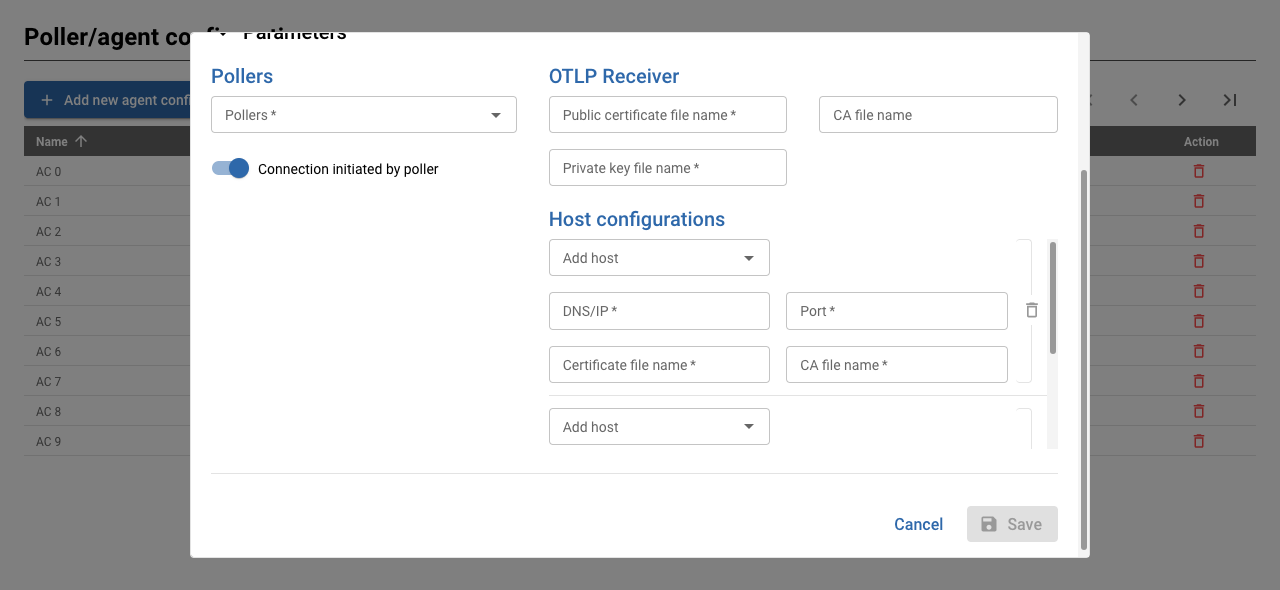 Poller/agent co
Parameters
Add new agent confi
Name
Action
AC 0
AC 1
AC 2
AC 3
AC 4
AC 5
AC 6
AC 7
AC 8
AC 9
Pollers
Pollers *
Connection initiated by poller
OTLP Receiver
Public certificate file name *
CA file name
Private key file name *
Host configurations
Add host
DNS/IP *
Port *
Certificate file name *
CA file name *
Add host
Cancel
Save